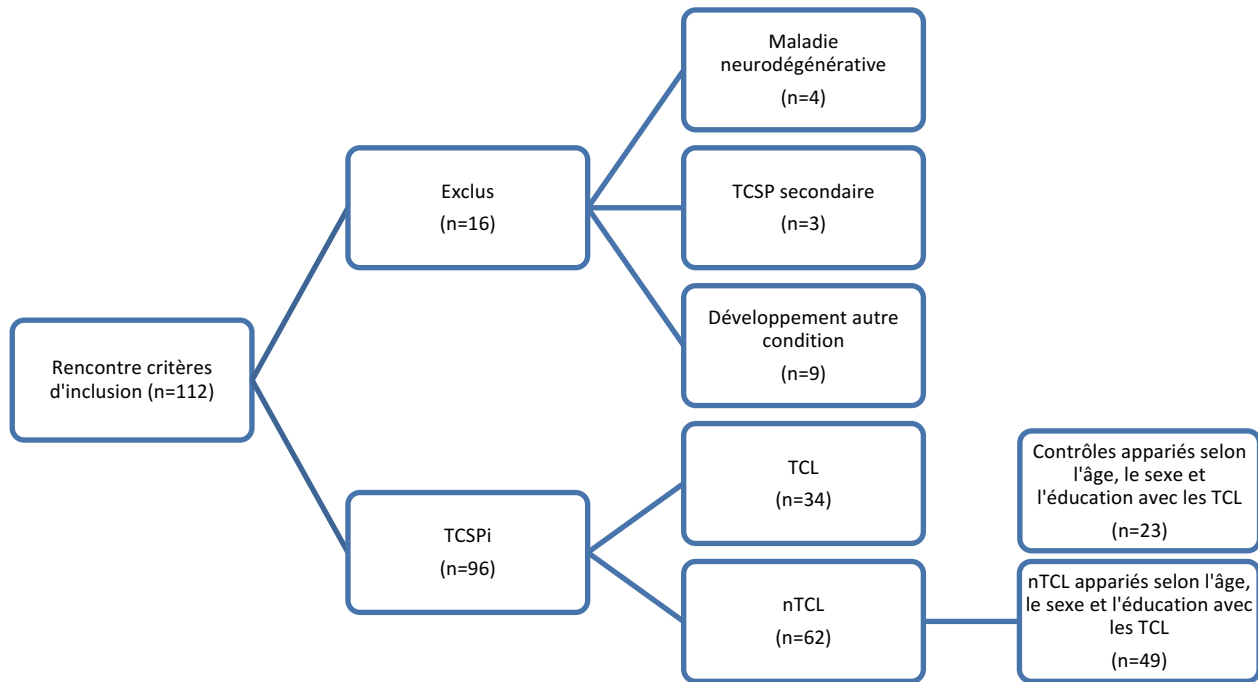 Rencontre critères
d'inclusion (n=112)
Exclus
(n=16)
Maladie
neurodégénérative
(n=4)
TCSP secondaire
(n=3)
Développement autre
condition
(n=9)
TCSPi
(n=96)
TCL
(n=34)
nTCL
(n=62)
Contrôles appariés selon
l'âge, le sexe et
l'éducation avec les TCL
(n=23)
nTCL appariés selon l'âge,
le sexe et l'éducation avec
les TCL
(n=49)